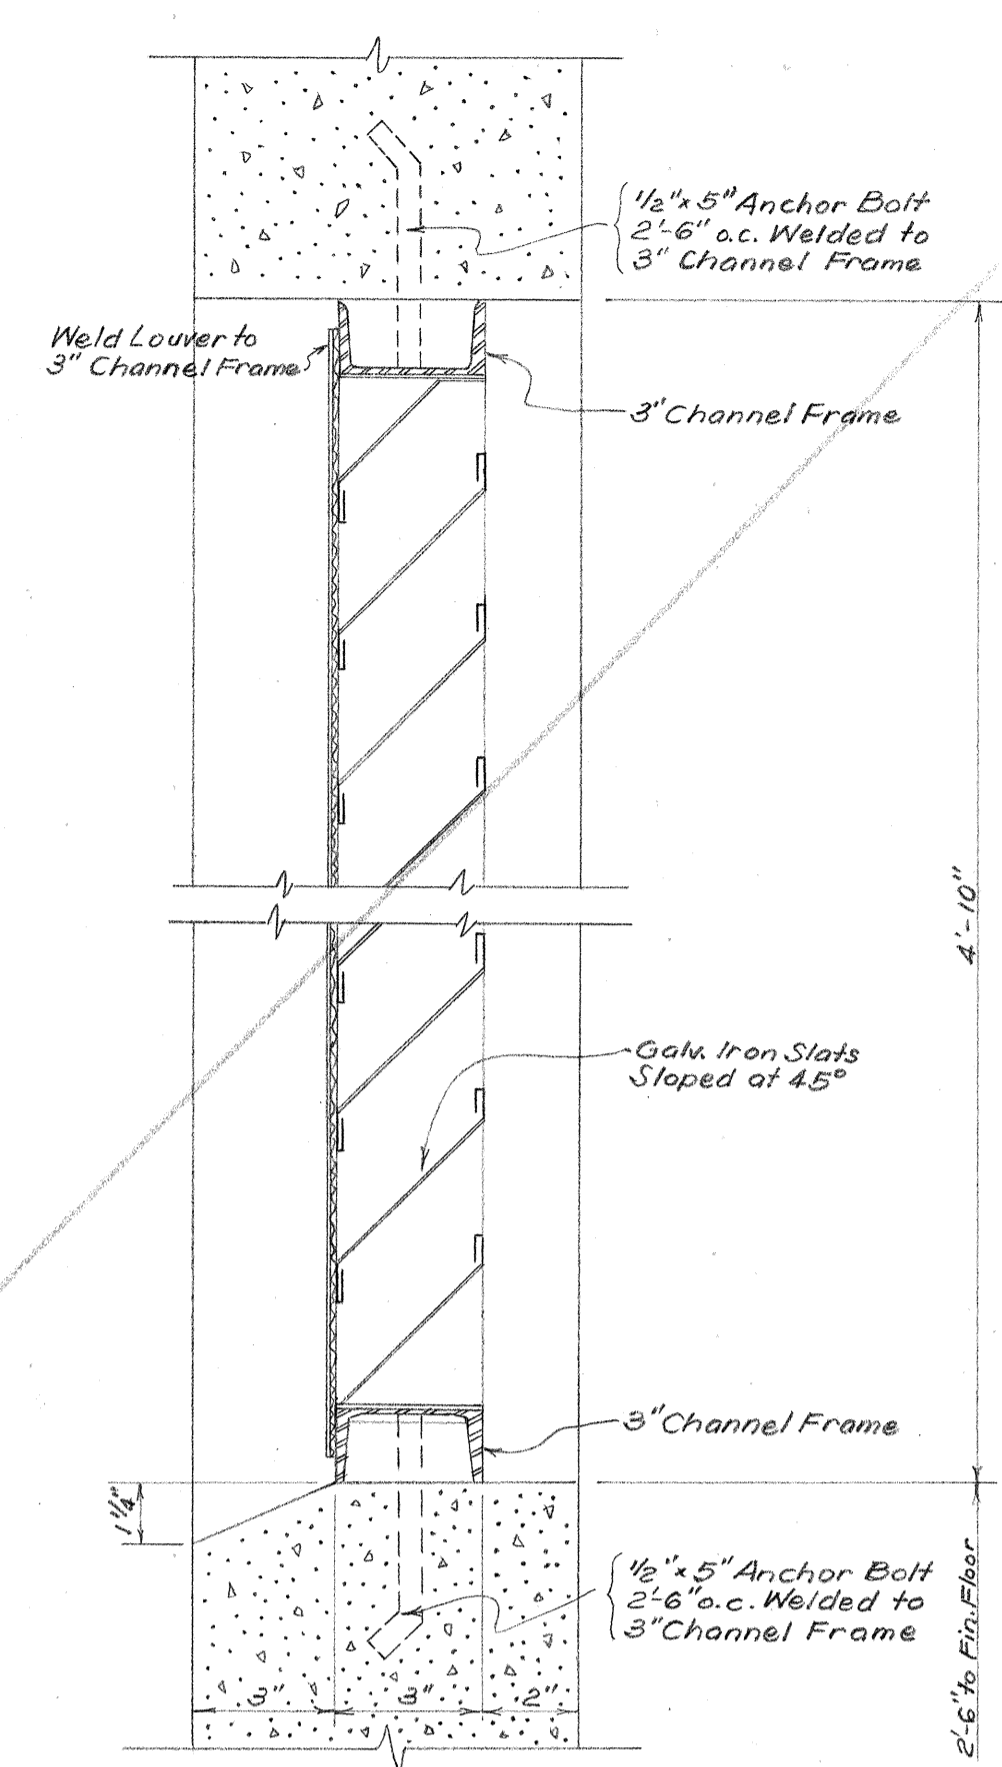 1/2" x 5" Anchor Bolt
2'-6" o.c. Welded to
3" Channel Frame
Weld Louver to
3" Channel Frame
3" Channel Frame
4'-10"
Galv. Iron Slats
Sloped at 45°
3" Channel Frame
1 1/4"
1/2" x 5" Anchor Bolt
2'-6" o.c. Welded to
3" Channel Frame
2'-6" to Fin. Floor
3"
3"
2"